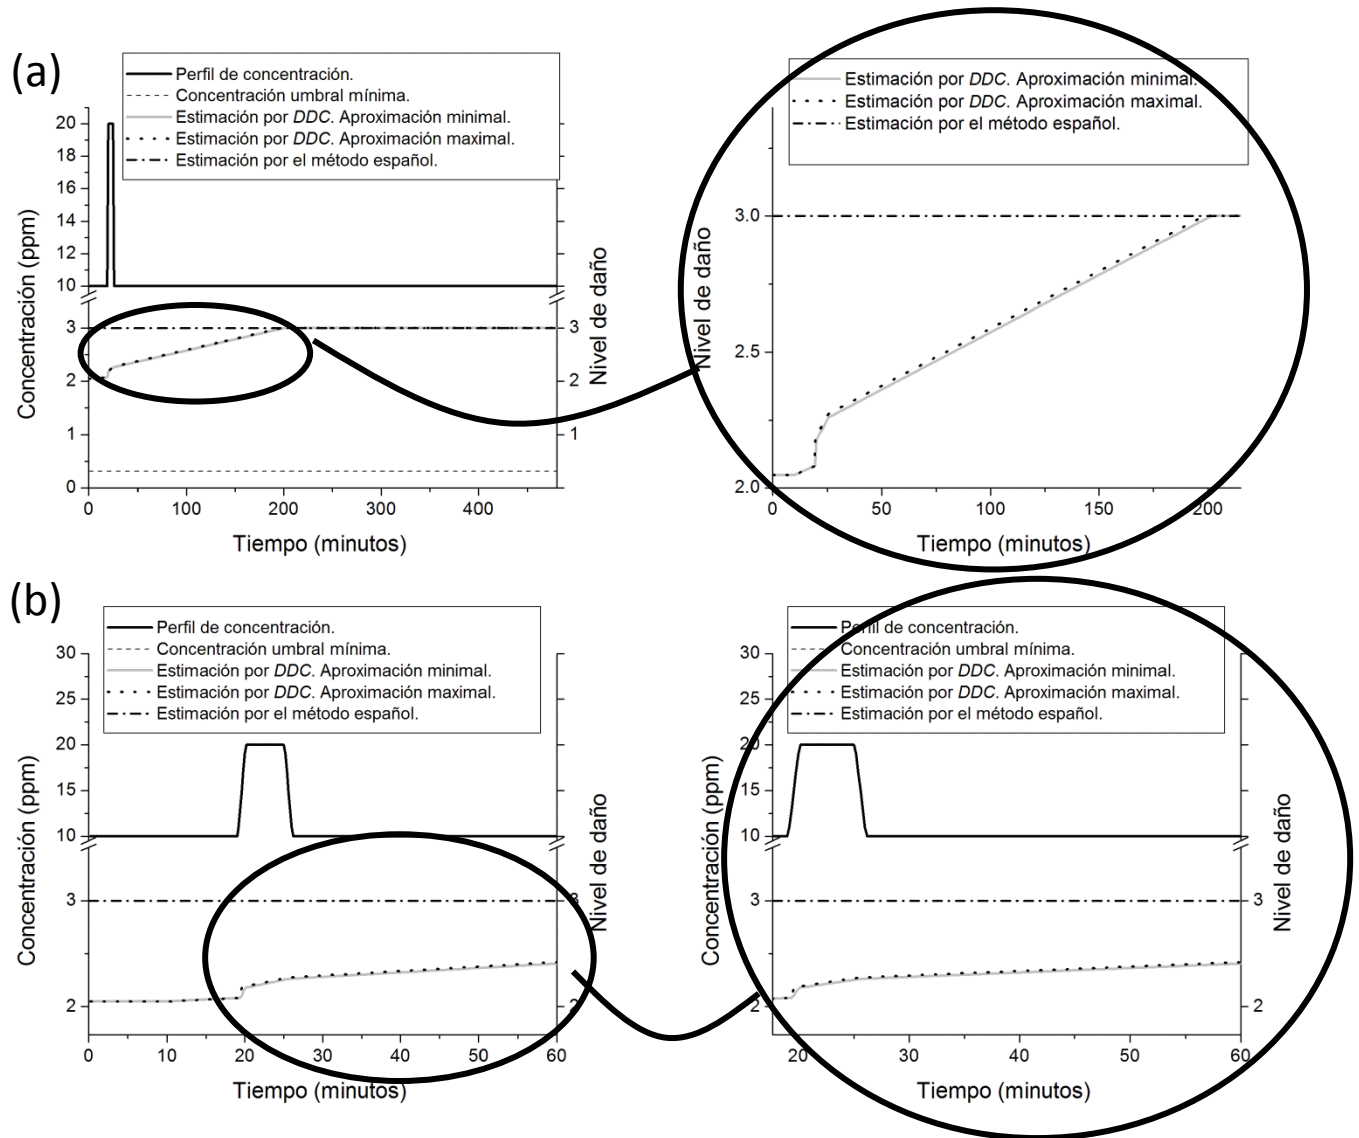 (a)
Perfil de concentración.
Concentración umbral mínima.
Estimación por DDC. Aproximación minimal.
Estimación por DDC. Aproximación maximal.
Estimación por el método español.
Concentración (ppm)
20
18
16
14
12
10
3
2
1
0
3
2
1
Nivel de daño
0 100 200 300 400
Tiempo (minutos)
Estimación por DDC. Aproximación minimal.
Estimación por DDC. Aproximación maximal.
Estimación por el método español.
Nivel de daño
3.0
2.5
2.0
0 50 100 150 200
Tiempo (minutos)
(b)
Perfil de concentración.
Concentración umbral mínima.
Estimación por DDC. Aproximación minimal.
Estimación por DDC. Aproximación maximal.
Estimación por el método español.
Concentración (ppm)
30
25
20
15
10
3
2
3
2
Nivel de daño
0 10 20 30 40 50 60
Tiempo (minutos)
Perfil de concentración.
Concentración umbral mínima.
Estimación por DDC. Aproximación minimal.
Estimación por DDC. Aproximación maximal.
Estimación por el método español.
Concentración (ppm)
30
25
20
15
10
3
2
3
2
Nivel de daño
20 30 40 50 60
Tiempo (minutos)